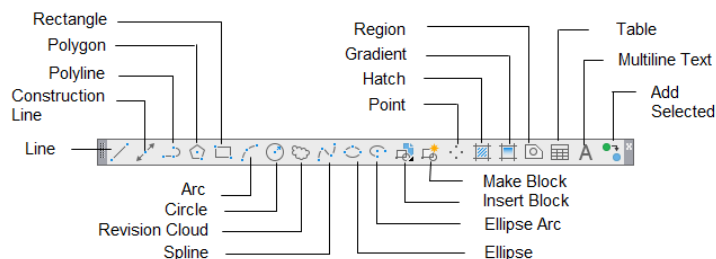 Rectangle
Polygon
Polyline
Construction
Line
Line
Region
Gradient
Hatch
Point
Table
Multiline Text
Add
Selected
A
x
Arc
Circle
Revision Cloud
Spline
Make Block
Insert Block
Ellipse Arc
Ellipse